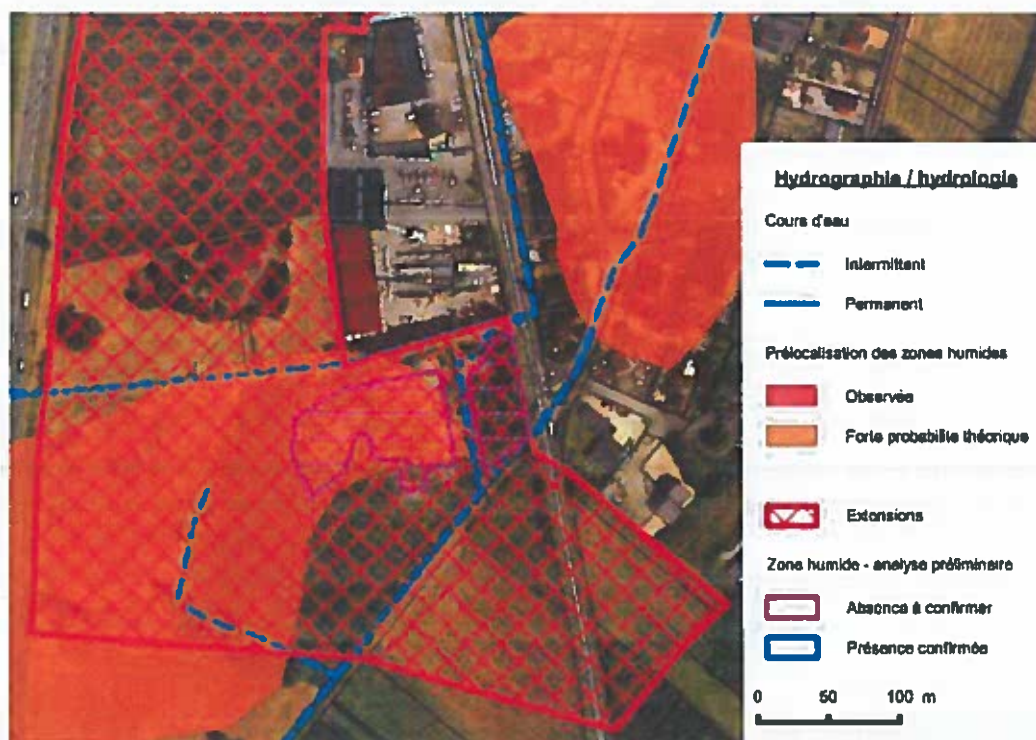 Hydrographie / hydrologie
Cours d'eau
Intermittent
Permanent
Prélocalisation des zones humides
Observée
Forte probabilité théorique
Extensions
Zone humide - analyse préliminaire
Absence à confirmer
Présence confirmée
0 50 100 m